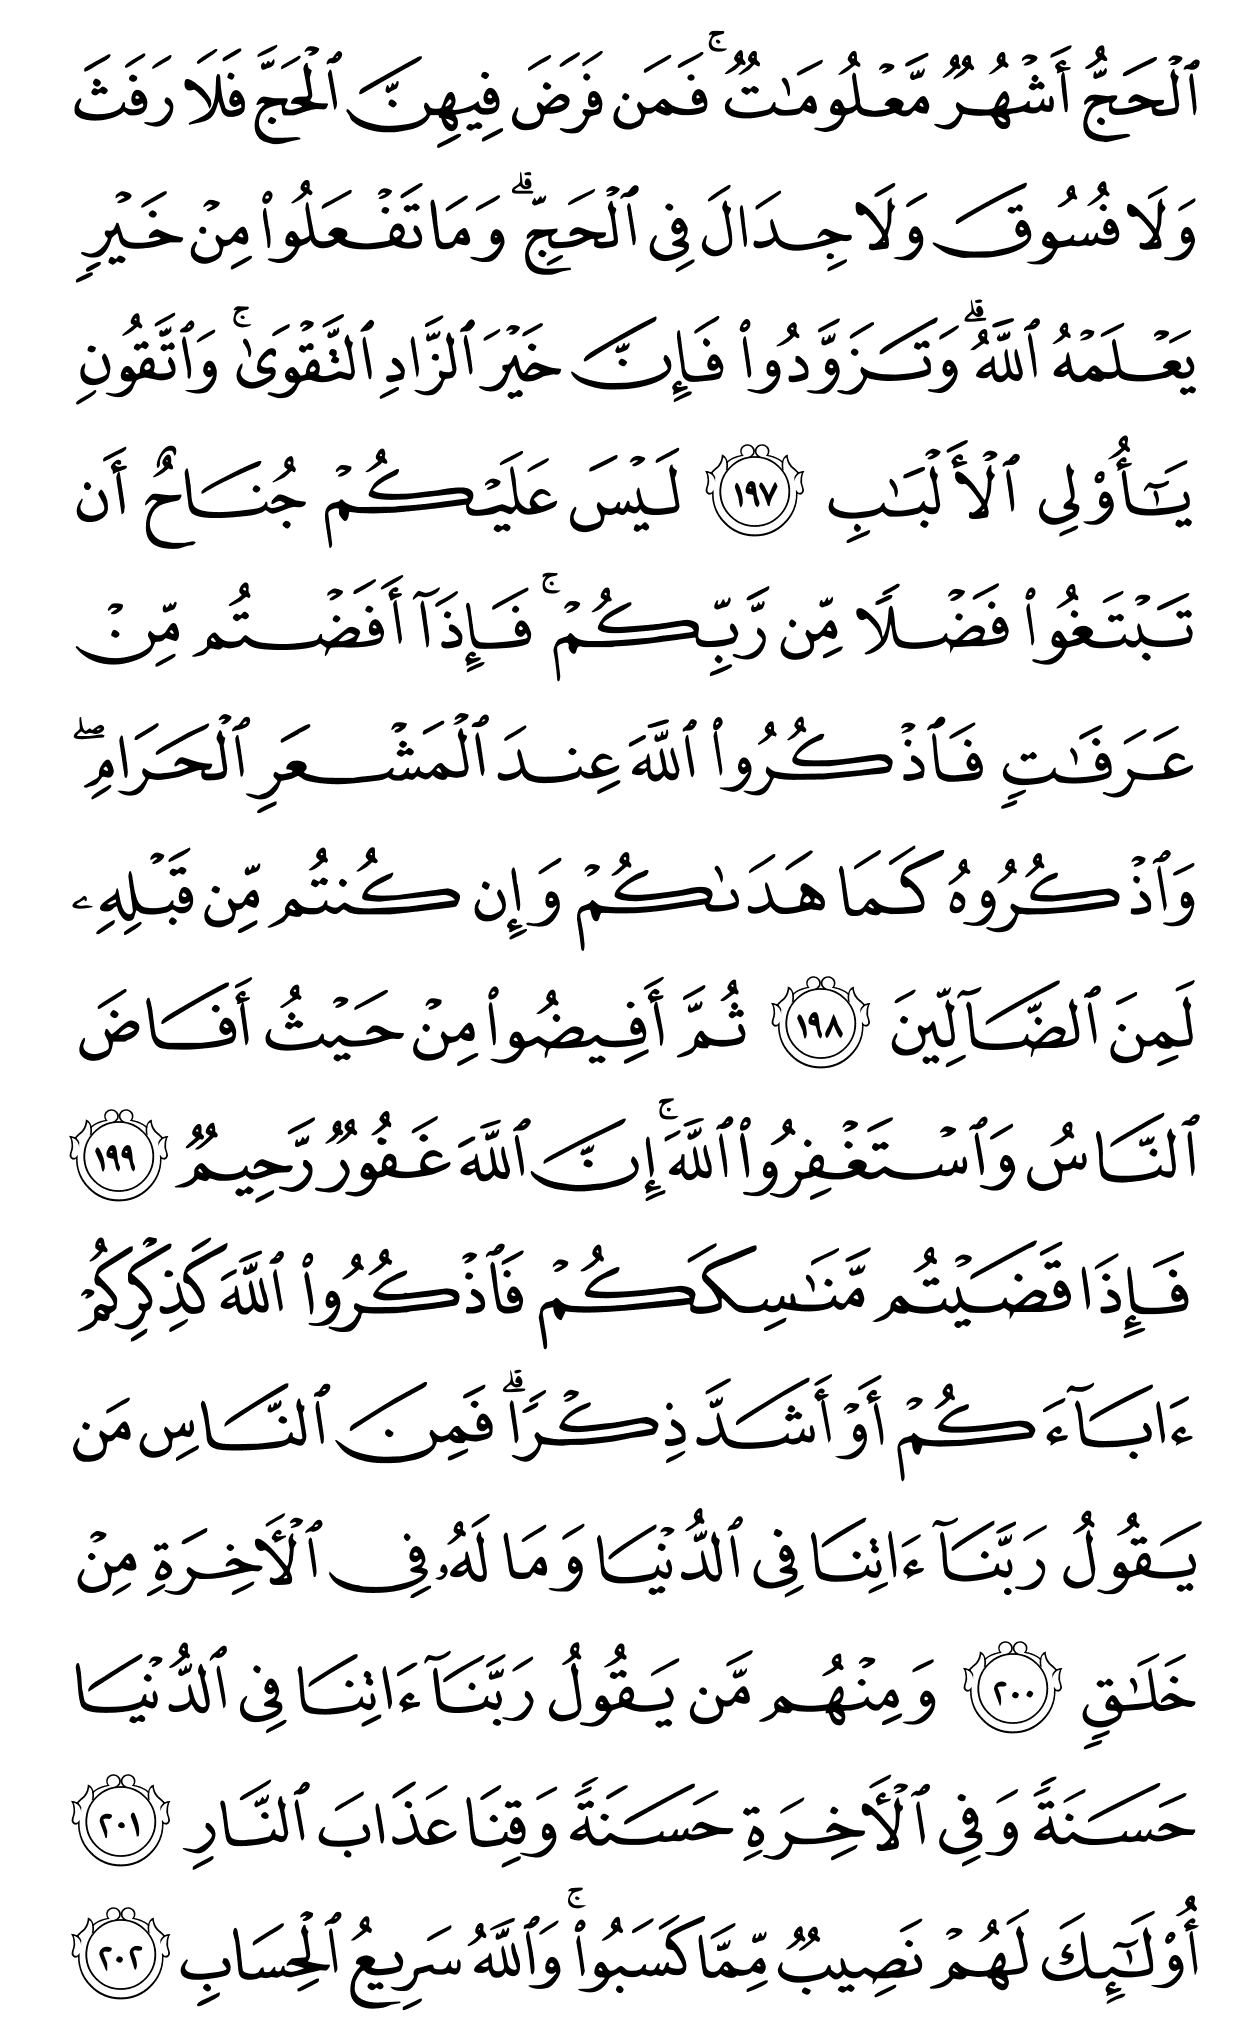 ٱلْحَجُّ أَشْهُرٌ مَّعْلُومَٰتٌ ۚ فَمَن فَرَضَ فِيهِنَّ ٱلْحَجَّ فَلَا رَفَثَ
وَلَا فُسُوقَ وَلَا جِدَالَ فِى ٱلْحَجِّ ۗ وَمَا تَفْعَلُوا۟ مِنْ خَيْرٍ
يَعْلَمْهُ ٱللَّهُ ۗ وَتَزَوَّدُوا۟ فَإِنَّ خَيْرَ ٱلزَّادِ ٱلتَّقْوَىٰ ۚ وَٱتَّقُونِ
يَٰٓأُو۟لِى ٱلْأَلْبَٰبِ ١٩٧ لَيْسَ عَلَيْكُمْ جُنَاحٌ أَن
تَبْتَغُوا۟ فَضْلًا مِّن رَّبِّكُمْ ۚ فَإِذَآ أَفَضْتُم مِّنْ
عَرَفَٰتٍ فَٱذْكُرُوا۟ ٱللَّهَ عِندَ ٱلْمَشْعَرِ ٱلْحَرَامِ ۖ
وَٱذْكُرُوهُ كَمَا هَدَىٰكُمْ وَإِن كُنتُم مِّن قَبْلِهِۦ
لَمِنَ ٱلضَّآلِّينَ ١٩٨ ثُمَّ أَفِيضُوا۟ مِنْ حَيْثُ أَفَاضَ
ٱلنَّاسُ وَٱسْتَغْفِرُوا۟ ٱللَّهَ ۚ إِنَّ ٱللَّهَ غَفُورٌ رَّحِيمٌ ١٩٩
فَإِذَا قَضَيْتُم مَّنَٰسِكَكُمْ فَٱذْكُرُوا۟ ٱللَّهَ كَذِكْرِكُمْ
ءَابَآءَكُمْ أَوْ أَشَدَّ ذِكْرًا ۗ فَمِنَ ٱلنَّاسِ مَن
يَقُولُ رَبَّنَآ ءَاتِنَا فِى ٱلدُّنْيَا وَمَا لَهُۥ فِى ٱلْءَاخِرَةِ مِنْ
خَلَٰقٍ ٢٠٠ وَمِنْهُم مَّن يَقُولُ رَبَّنَآ ءَاتِنَا فِى ٱلدُّنْيَا
حَسَنَةً وَفِى ٱلْءَاخِرَةِ حَسَنَةً وَقِنَا عَذَابَ ٱلنَّارِ ٢٠١
أُو۟لَٰٓئِكَ لَهُمْ نَصِيبٌ مِّمَّا كَسَبُوا۟ ۚ وَٱللَّهُ سَرِيعُ ٱلْحِسَابِ ٢٠٢